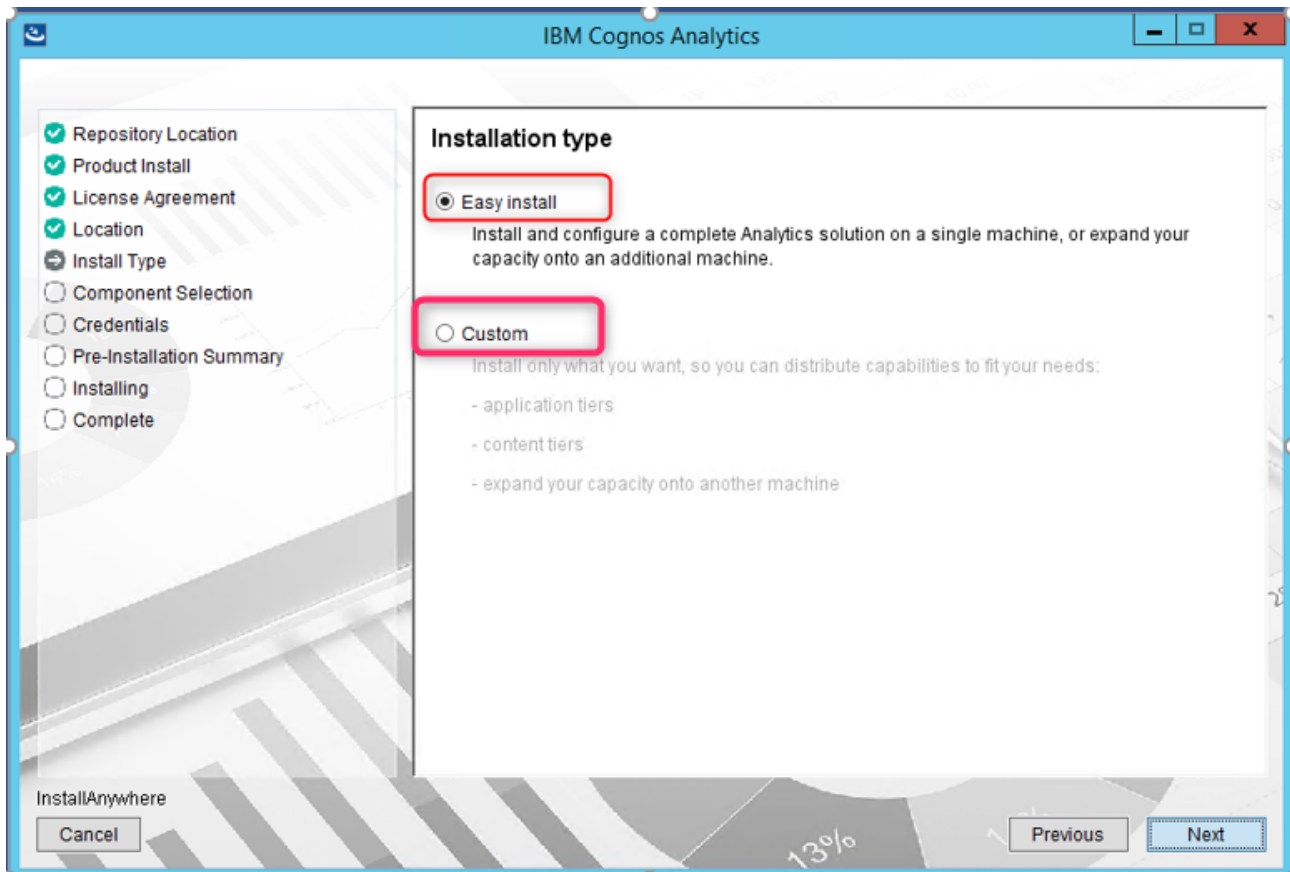 IBM Cognos Analytics
Repository Location
Product Install
License Agreement
Location
Install Type
Component Selection
Credentials
Pre-Installation Summary
Installing
Complete
Installation type
Easy install
Install and configure a complete Analytics solution on a single machine, or expand your
capacity onto an additional machine.
Custom
Install only what you want, so you can distribute capabilities to fit your needs:
- application tiers
- content tiers
- expand your capacity onto another machine
InstallAnywhere
Cancel
13%
Previous
Next